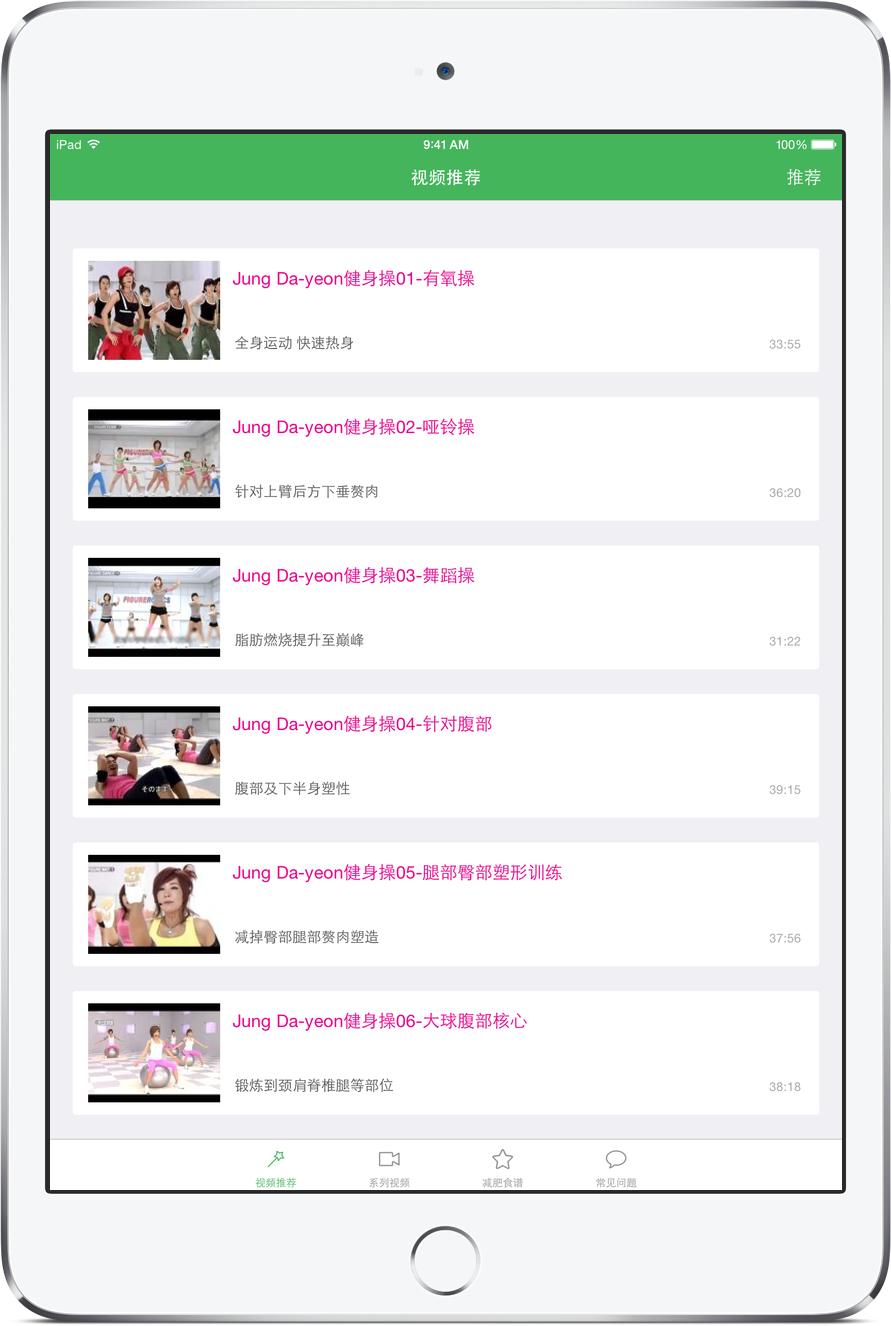 iPad 9:41 AM 100%
视频推荐 推荐
Jung Da-yeon健身操01-有氧操
全身运动 快速热身 33:55
Jung Da-yeon健身操02-哑铃操
针对上臂后方下垂赘肉 36:20
Jung Da-yeon健身操03-舞蹈操
脂肪燃烧提升至巅峰 31:22
Jung Da-yeon健身操04-针对腹部
そのまま
腹部及下半身塑性 39:15
Jung Da-yeon健身操05-腿部臀部塑形训练
减掉臀部腿部赘肉塑造 37:56
Jung Da-yeon健身操06-大球腹部核心
锻炼到颈肩脊椎腿等部位 38:18
视频推荐 系列视频 减肥食谱 常见问题